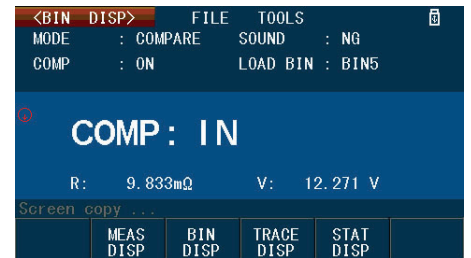 <BIN DISP> FILE TOOLS
MODE : COMPARE SOUND : NG
COMP : ON LOAD BIN : BIN5
COMP: IN
R: 9.833mΩ V: 12.271 V
Screen copy ...
MEAS DISP BIN DISP TRACE DISP STAT DISP